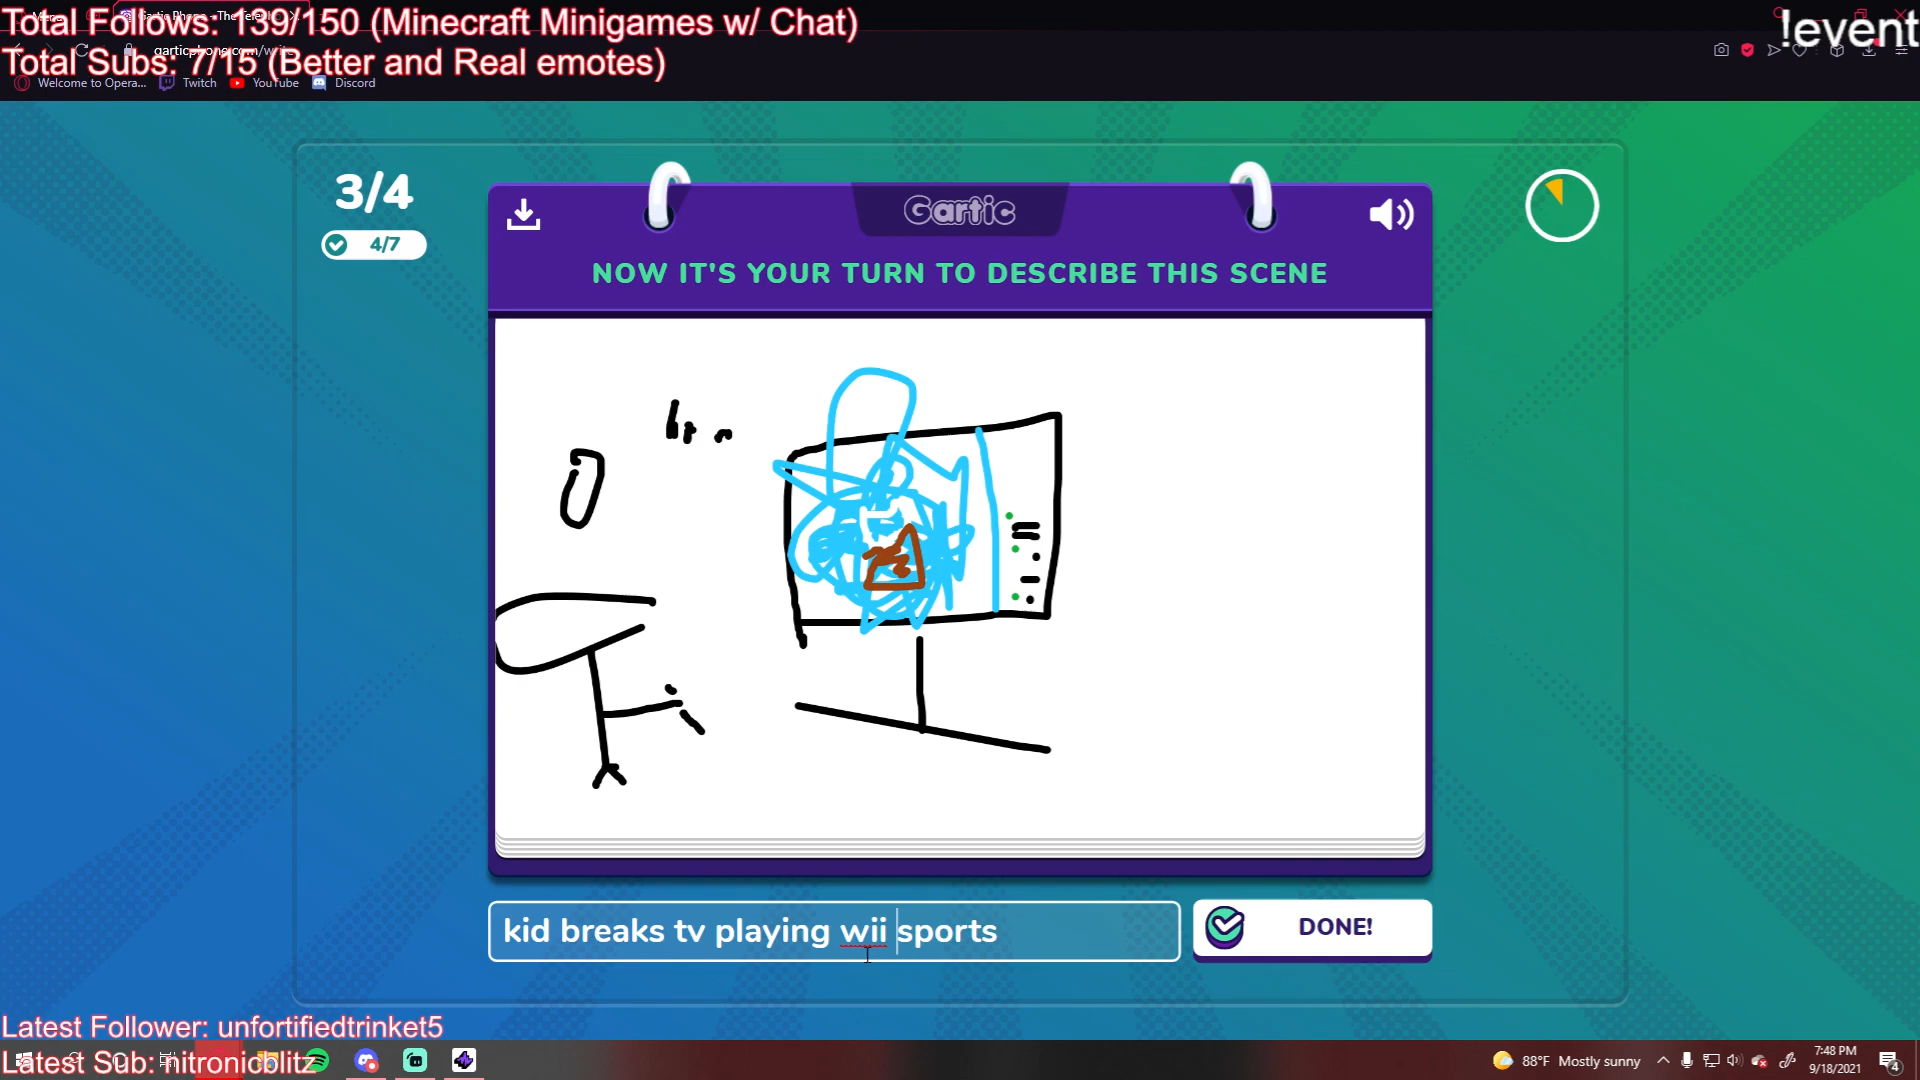 Total Follows: 139/150 (Minecraft Minigames w/ Chat)
!event
Total Subs: 7/15 (Better and Real emotes)
Welcome to Opera...
Twitch
YouTube
Discord
3/4
4/7
Gartic
NOW IT'S YOUR TURN TO DESCRIBE THIS SCENE
kid breaks tv playing wii sports
DONE!
Latest Follower: unfortifiedtrinket5
Latest Sub: nitronicblitz
88°F Mostly sunny
7:48 PM
9/18/2021
4